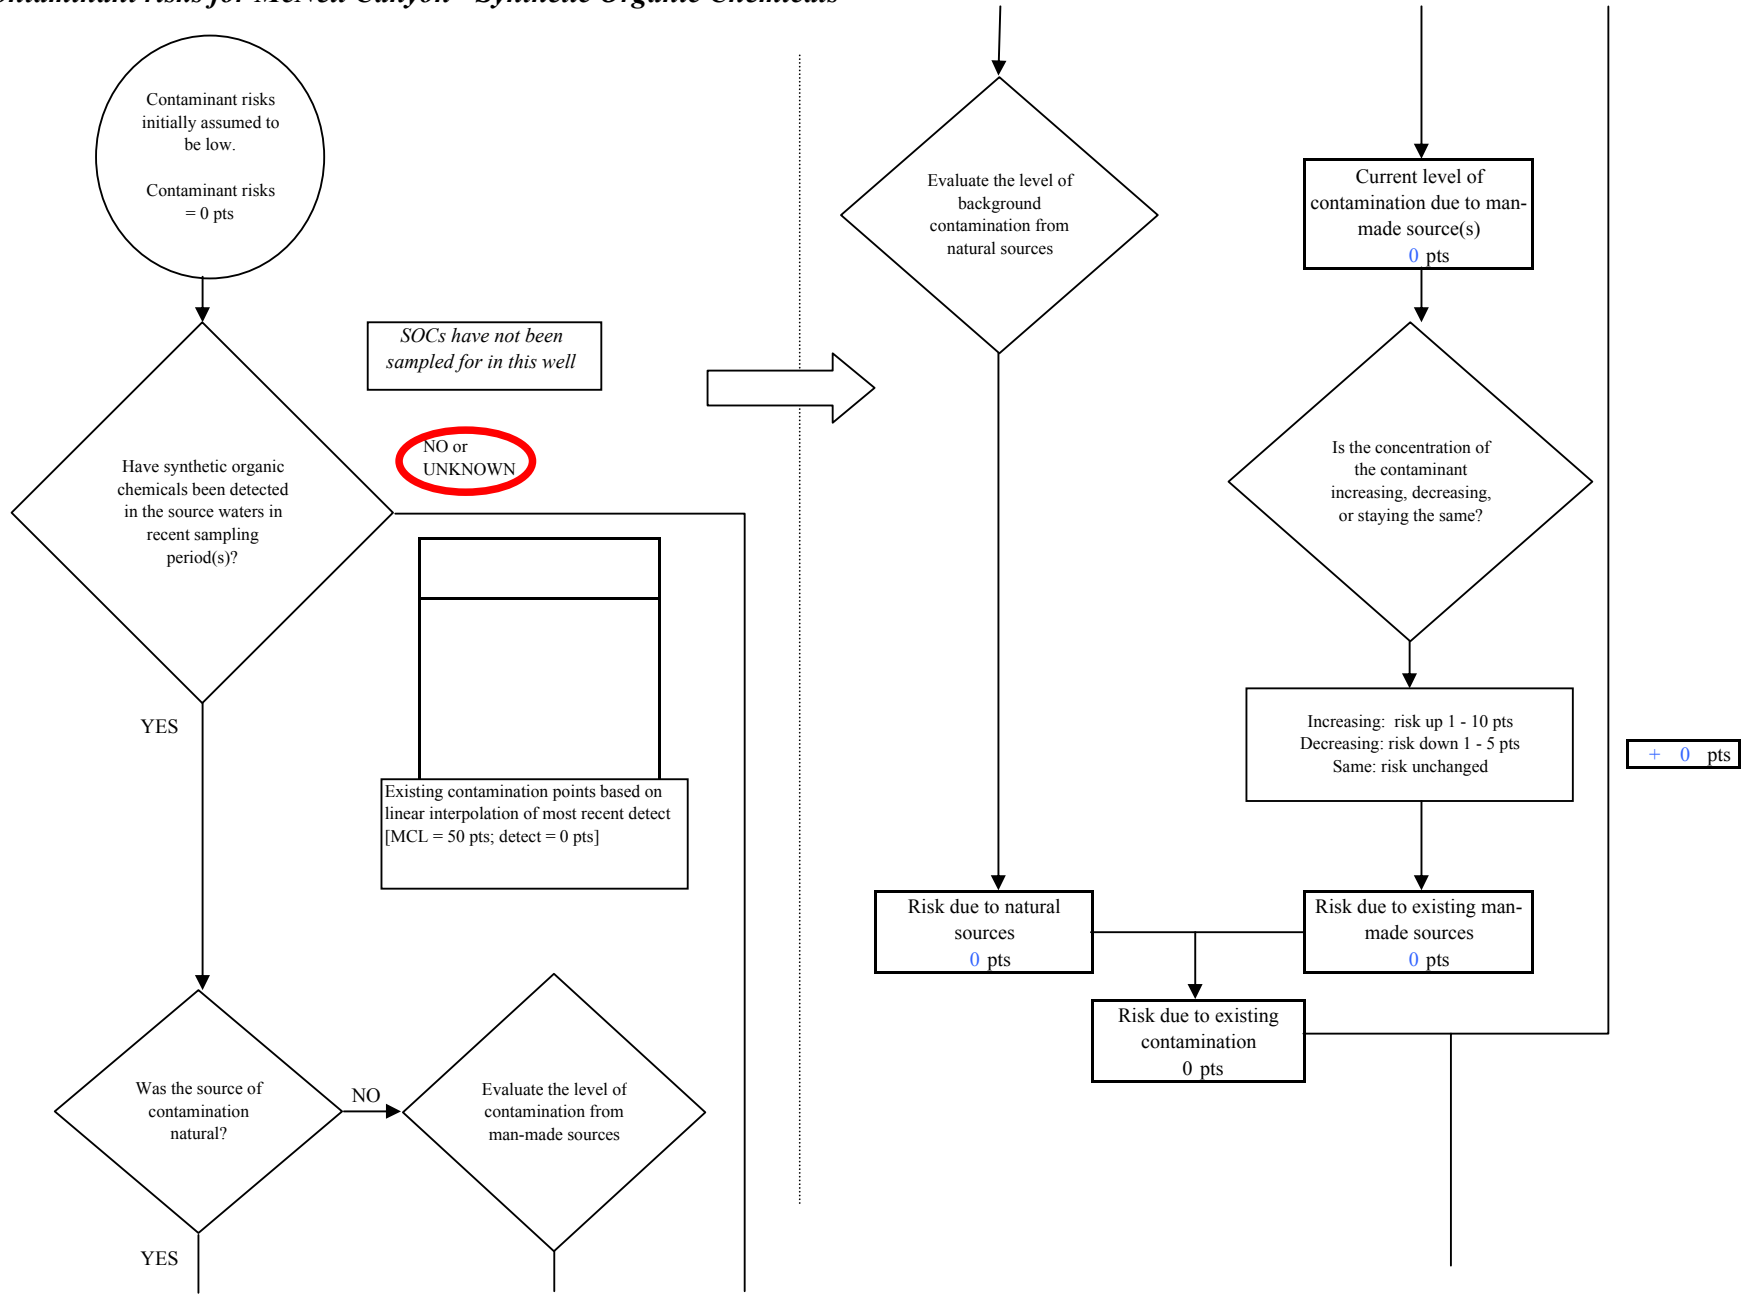 Contaminant risks
initially assumed to
be low.
Contaminant risks
= 0 pts
SOCs have not been
sampled for in this well
NO or
UNKNOWN
Have synthetic organic
chemicals been detected
in the source waters in
recent sampling
period(s)?
YES
Existing contamination points based on
linear interpolation of most recent detect
[MCL = 50 pts; detect = 0 pts]
Was the source of
contamination
natural?
NO
Evaluate the level of
contamination from
man-made sources
YES
Evaluate the level of
background
contamination from
natural sources
Current level of
contamination due to man-
made source(s)
0 pts
Is the concentration of
the contaminant
increasing, decreasing,
or staying the same?
Increasing: risk up 1 - 10 pts
Decreasing: risk down 1 - 5 pts
Same: risk unchanged
+ 0 pts
Risk due to natural
sources
0 pts
Risk due to existing man-
made sources
0 pts
Risk due to existing
contamination
0 pts